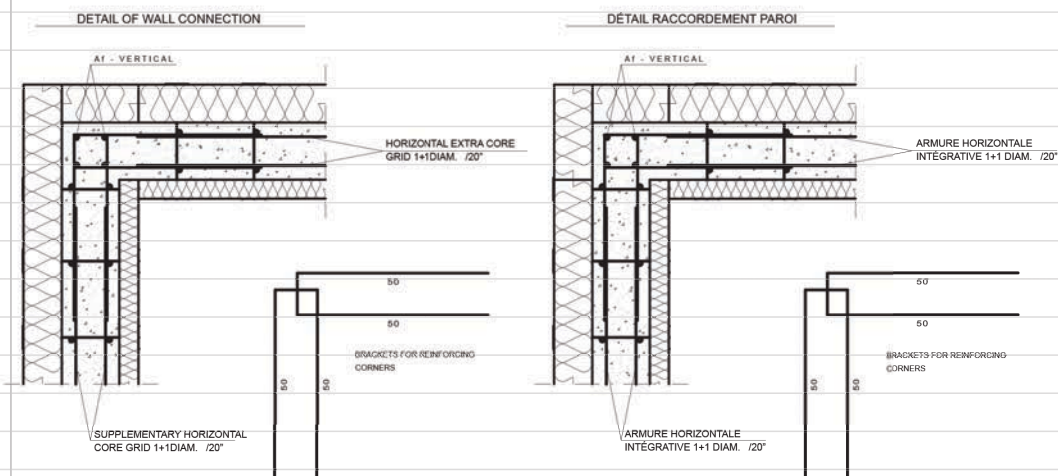 DETAIL OF WALL CONNECTION
Af - VERTICAL
HORIZONTAL EXTRA CORE
GRID 1+1DIAM. /20"
50
50
BRACKETS FOR REINFORCING
CORNERS
50
50
SUPPLEMENTARY HORIZONTAL
CORE GRID 1+1DIAM. /20"
DÉTAIL RACCORDEMENT PAROI
Af - VERTICAL
ARMURE HORIZONTALE
INTÉGRATIVE 1+1 DIAM. /20"
50
50
BRACKETS FOR REINFORCING
CORNERS
50
50
ARMURE HORIZONTALE
INTÉGRATIVE 1+1 DIAM. /20"